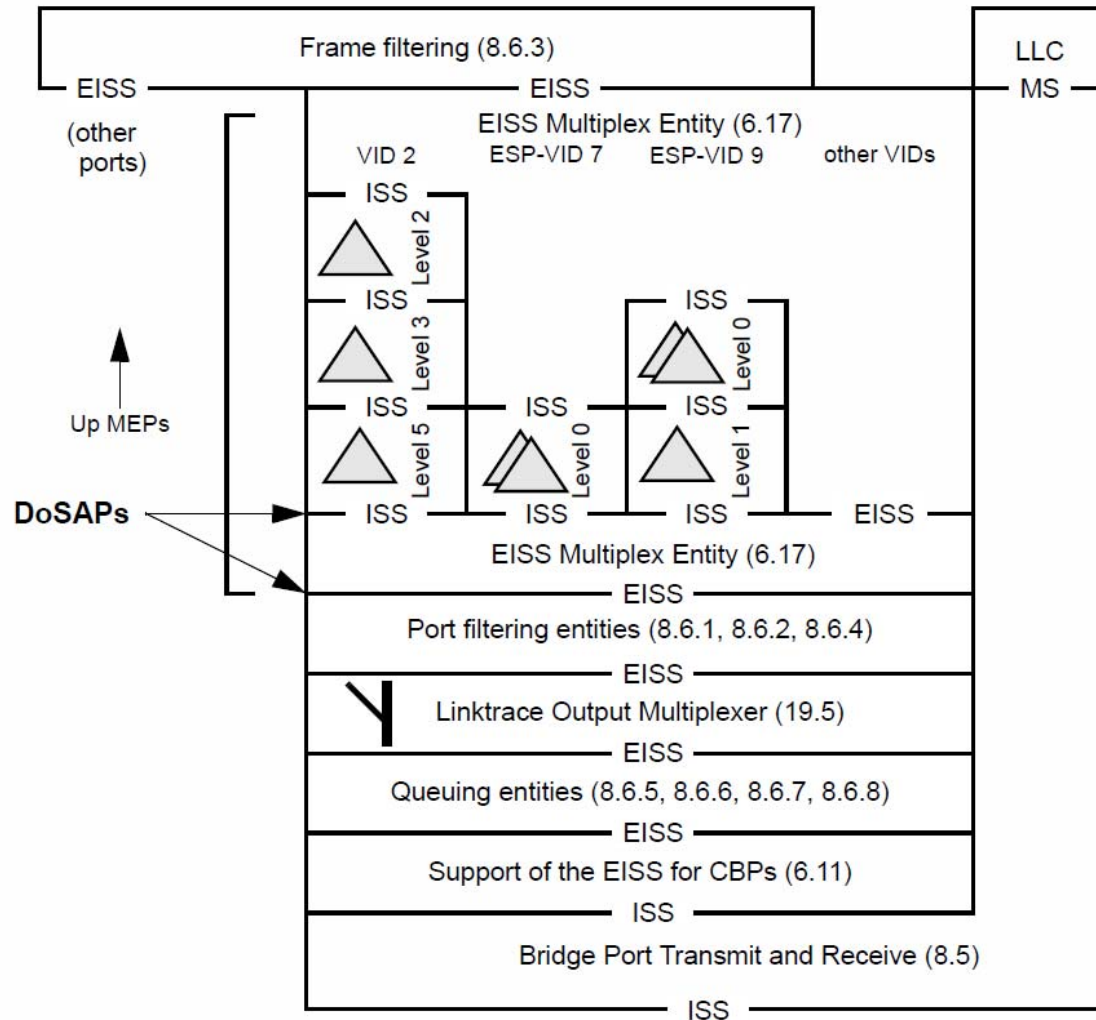 Frame filtering (8.6.3)
LLC
EISS
EISS
MS
(other
ports)
EISS Multiplex Entity (6.17)
VID 2
ESP-VID 7
ESP-VID 9
other VIDs
ISS
Level 2
ISS
ISS
Level 3
Level 0
Up MEPs
ISS
ISS
ISS
Level 5
Level 0
Level 1
DoSAPs
ISS
ISS
ISS
EISS
EISS Multiplex Entity (6.17)
EISS
Port filtering entities (8.6.1, 8.6.2, 8.6.4)
EISS
Linktrace Output Multiplexer (19.5)
EISS
Queuing entities (8.6.5, 8.6.6, 8.6.7, 8.6.8)
EISS
Support of the EISS for CBPs (6.11)
ISS
Bridge Port Transmit and Receive (8.5)
ISS